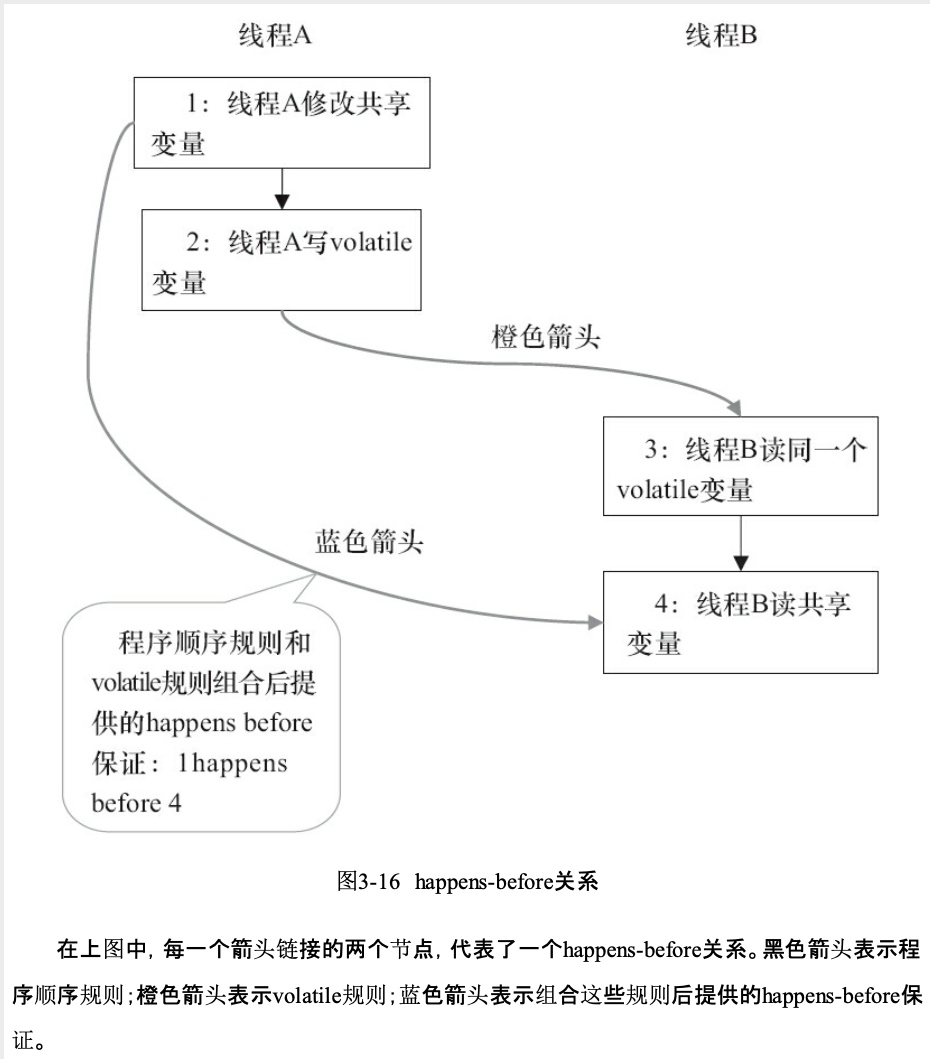 线程A
线程B
1：线程A修改共享
变量
2：线程A写volatile
变量
橙色箭头
3：线程B读同一个
volatile变量
蓝色箭头
4：线程B读共享
变量
程序顺序规则和
volatile规则组合后提
供的happens before
保证：1happens
before 4
图3-16 happens-before关系
在上图中，每一个箭头链接的两个节点，代表了一个happens-before关系。黑色箭头表示程
序顺序规则；橙色箭头表示volatile规则；蓝色箭头表示组合这些规则后提供的happens-before保
证。